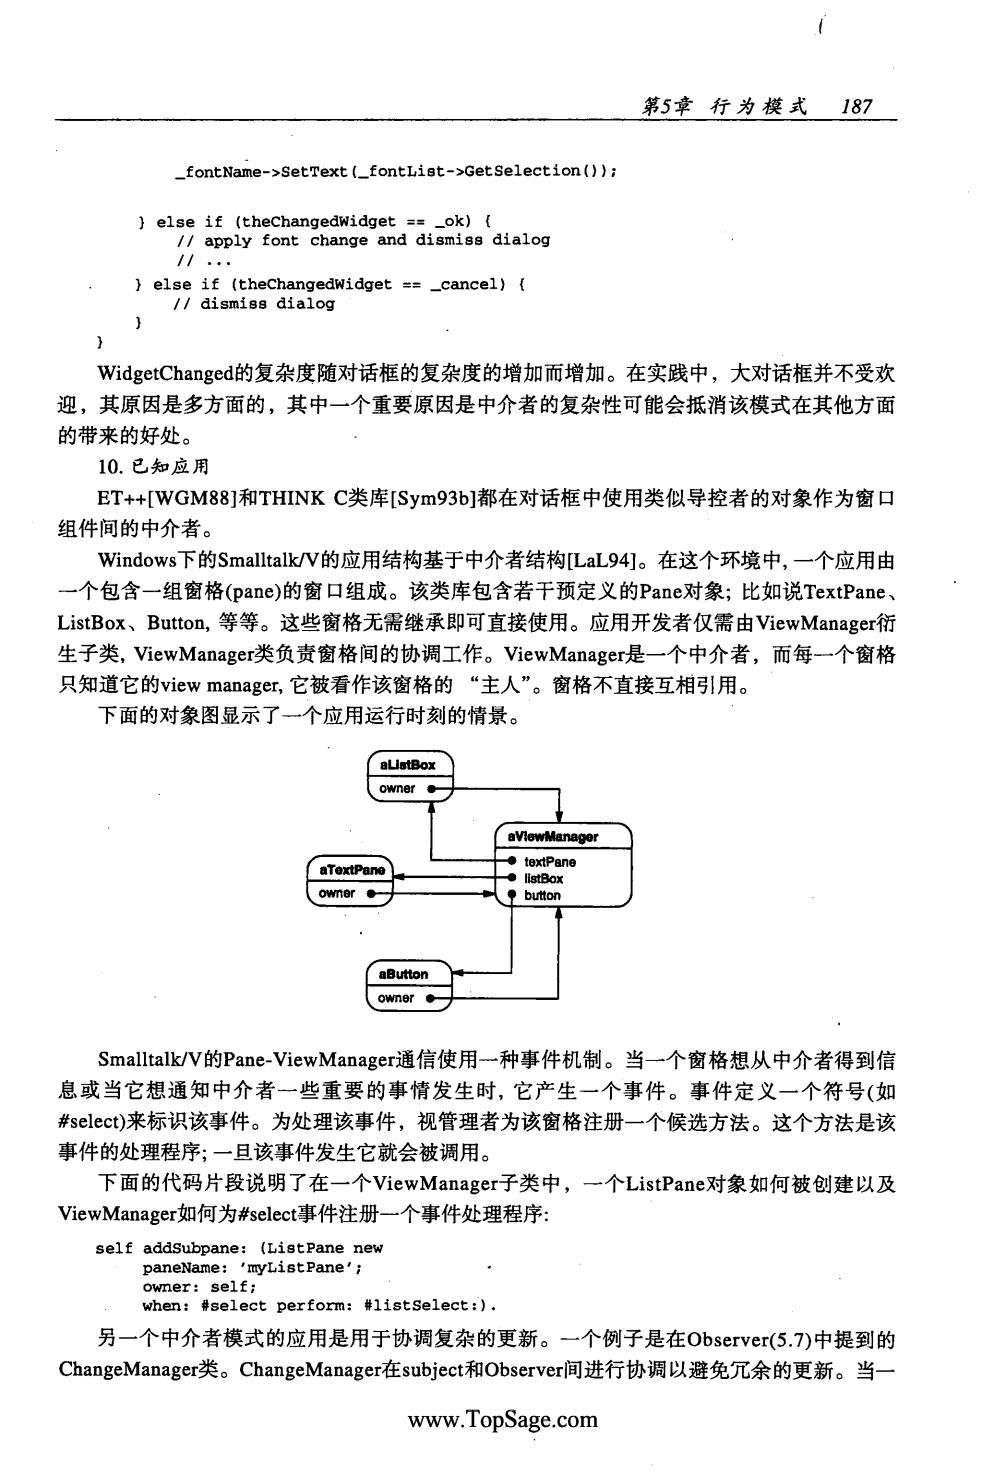 第5章 行为模式 187
_fontName->SetText(_fontList->GetSelection());
} else if (theChangedWidget == _ok) {
// apply font change and dismiss dialog
// ...
} else if (theChangedWidget == _cancel) {
// dismiss dialog
}
}
WidgetChanged的复杂度随对话框的复杂度的增加而增加。在实践中，大对话框并不受欢
迎，其原因是多方面的，其中一个重要原因是中介者的复杂性可能会抵消该模式在其他方面
的带来的好处。
10. 已知应用
ET++[WGM88]和THINK C类库[Sym93b]都在对话框中使用类似导控者的对象作为窗口
组件间的中介者。
Windows下的Smalltalk/V的应用结构基于中介者结构[LaL94]。在这个环境中, 一个应用由
一个包含一组窗格(pane)的窗口组成。该类库包含若干预定义的Pane对象; 比如说TextPane、
ListBox、Button, 等等。这些窗格无需继承即可直接使用。应用开发者仅需由ViewManager衍
生子类, ViewManager类负责窗格间的协调工作。ViewManager是一个中介者，而每一个窗格
只知道它的view manager, 它被看作该窗格的 “主人”。窗格不直接互相引用。
下面的对象图显示了一个应用运行时刻的情景。
aListBox
owner
aViewManager
textPane
listBox
button
aTextPane
owner
aButton
owner
Smalltalk/V的Pane-ViewManager通信使用一种事件机制。当一个窗格想从中介者得到信
息或当它想通知中介者一些重要的事情发生时, 它产生一个事件。事件定义一个符号(如
#select)来标识该事件。为处理该事件，视管理者为该窗格注册一个候选方法。这个方法是该
事件的处理程序; 一旦该事件发生它就会被调用。
下面的代码片段说明了在一个ViewManager子类中，一个ListPane对象如何被创建以及
ViewManager如何为#select事件注册一个事件处理程序:
self addSubpane: (ListPane new
paneName: 'myListPane';
owner: self;
when: #select perform: #listSelect:).
另一个中介者模式的应用是用于协调复杂的更新。一个例子是在Observer(5.7)中提到的
ChangeManager类。ChangeManager在subject和Observer间进行协调以避免冗余的更新。当一
www.TopSage.com